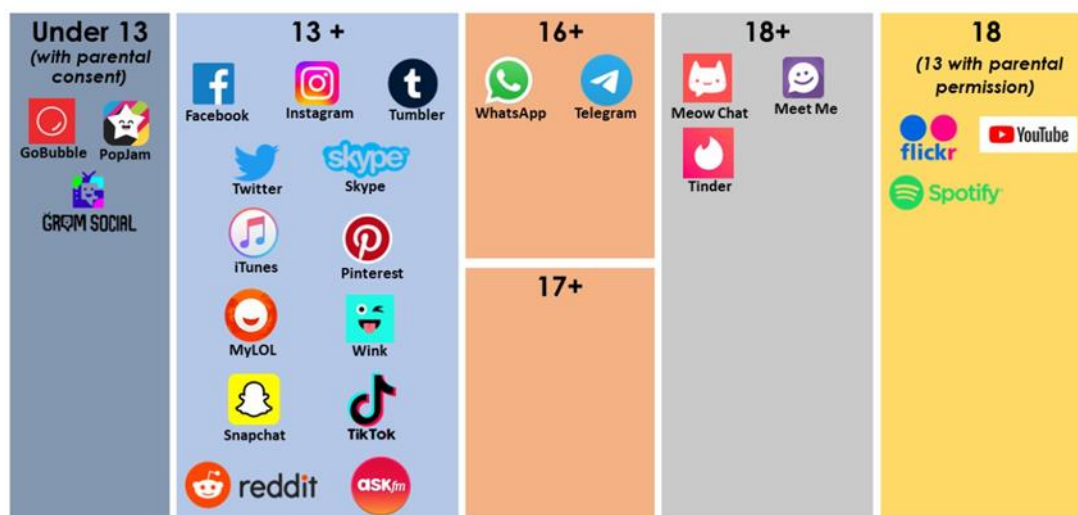 Under 13
(with parental
consent)
GoBubble
PopJam
GROM SOCIAL
13 +
Facebook
Instagram
Tumbler
Twitter
skype
Skype
iTunes
Pinterest
MyLOL
Wink
Snapchat
TikTok
reddit
ASKfm
16+
WhatsApp
Telegram
17+
18+
Meow Chat
Meet Me
Tinder
18
(13 with parental
permission)
flickr
YouTube
Spotify